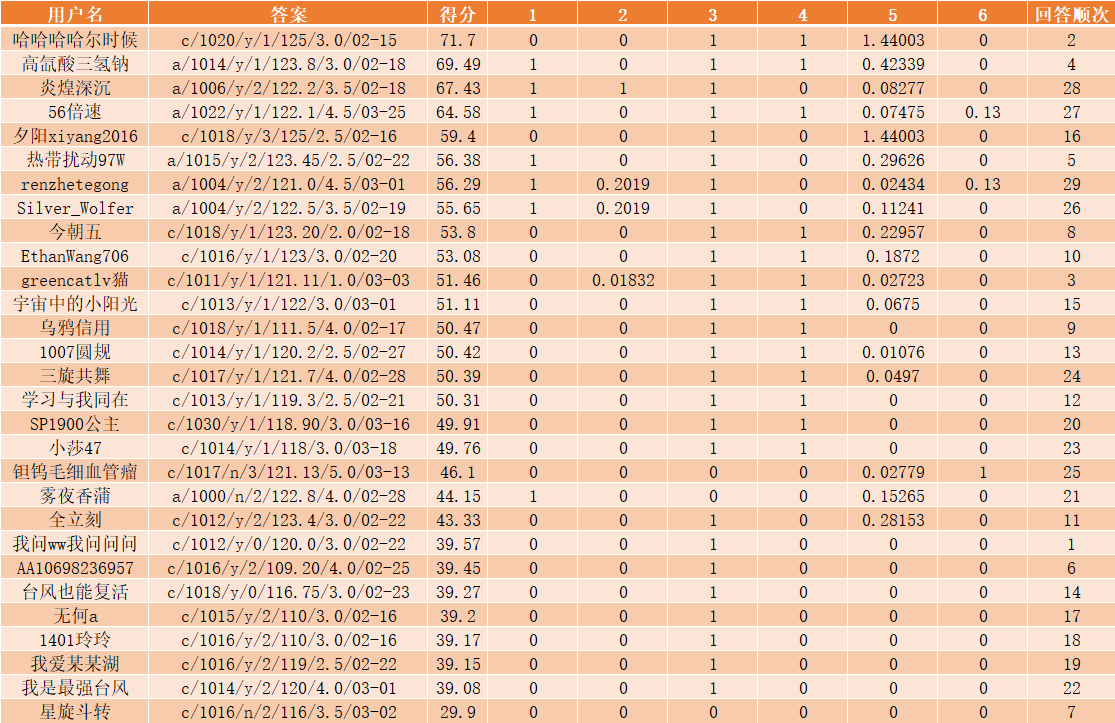 用户名 答案 得分 1 2 3 4 5 6 回答顺次
哈哈哈哈尔时候 c/1020/y/1/125/3.0/02-15 71.7 0 0 1 1 1.44003 0 2
高氙酸三氢钠 a/1014/y/1/123.8/3.0/02-18 69.49 1 0 1 1 0.42339 0 4
炎煌深沉 a/1006/y/2/122.2/3.5/02-18 67.43 1 1 1 0 0.08277 0 28
56倍速 a/1022/y/1/122.1/4.5/03-25 64.58 1 0 1 1 0.07475 0.13 27
夕阳xiyang2016 c/1018/y/3/125/2.5/02-16 59.4 0 0 1 0 1.44003 0 16
热带扰动97W a/1015/y/2/123.45/2.5/02-22 56.38 1 0 1 0 0.29626 0 5
renzhetegong a/1004/y/2/121.0/4.5/03-01 56.29 1 0.2019 1 0 0.02434 0.13 29
Silver_Wolfer a/1004/y/2/122.5/3.5/02-19 55.65 1 0.2019 1 0 0.11241 0 26
今朝五 c/1018/y/1/123.20/2.0/02-18 53.8 0 0 1 1 0.22957 0 8
EthanWang706 c/1016/y/1/123/3.0/02-20 53.08 0 0 1 1 0.1872 0 10
greencatlv猫 c/1011/y/1/121.11/1.0/03-03 51.46 0 0.01832 1 1 0.02723 0 3
宇宙中的小阳光 c/1013/y/1/122/3.0/03-01 51.11 0 0 1 1 0.0675 0 15
乌鸦信用 c/1018/y/1/111.5/4.0/02-17 50.47 0 0 1 1 0 0 9
1007圆规 c/1014/y/1/120.2/2.5/02-27 50.42 0 0 1 1 0.01076 0 13
三旋共舞 c/1017/y/1/121.7/4.0/02-28 50.39 0 0 1 1 0.0497 0 24
学习与我同在 c/1013/y/1/119.3/2.5/02-21 50.31 0 0 1 1 0 0 12
SP1900公主 c/1030/y/1/118.90/3.0/03-16 49.91 0 0 1 1 0 0 20
小莎47 c/1014/y/1/118/3.0/03-18 49.76 0 0 1 1 0 0 23
钽钨毛细血管瘤 c/1017/n/3/121.13/5.0/03-13 46.1 0 0 0 0 0.02779 1 25
雾夜香蒲 a/1000/n/2/122.8/4.0/02-28 44.15 1 0 0 0 0.15265 0 21
全立刻 c/1012/y/2/123.4/3.0/02-22 43.33 0 0 1 0 0.28153 0 11
我问ww我问问问 c/1012/y/0/120.0/3.0/02-22 39.57 0 0 1 0 0 0 1
AA10698236957 c/1016/y/2/109.20/4.0/02-25 39.45 0 0 1 0 0 0 6
台风也能复活 c/1018/y/0/116.75/3.0/02-23 39.27 0 0 1 0 0 0 14
无何a c/1015/y/2/110/3.0/02-16 39.2 0 0 1 0 0 0 17
1401玲玲 c/1016/y/2/110/3.0/02-16 39.17 0 0 1 0 0 0 18
我爱某某湖 c/1016/y/2/119/2.5/02-22 39.15 0 0 1 0 0 0 19
我是最强台风 c/1014/y/2/120/4.0/03-01 39.08 0 0 1 0 0 0 22
星旋斗转 c/1016/n/2/116/3.5/03-02 29.9 0 0 0 0 0 0 7